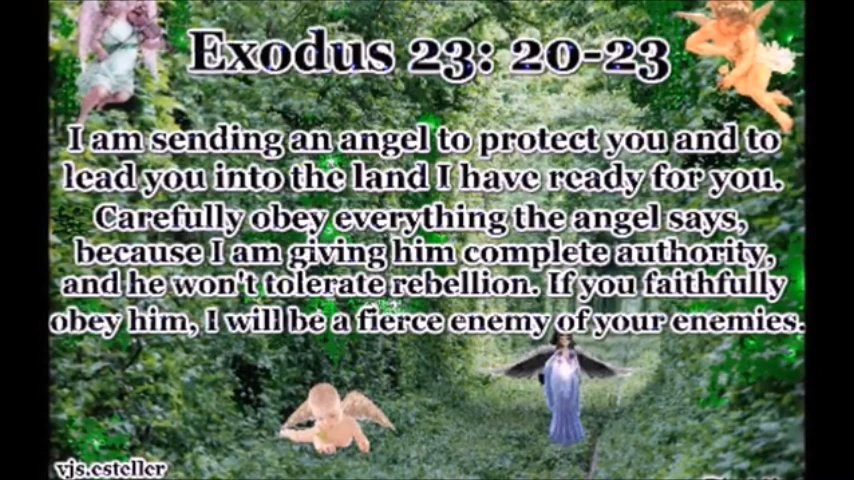 Exodus 23: 20-23
I am sending an angel to protect you and to
lead you into the land I have ready for you.
Carefully obey everything the angel says,
because I am giving him complete authority,
and he won't tolerate rebellion. If you faithfully
obey him, I will be a fierce enemy of your enemies.
vjs.esteller